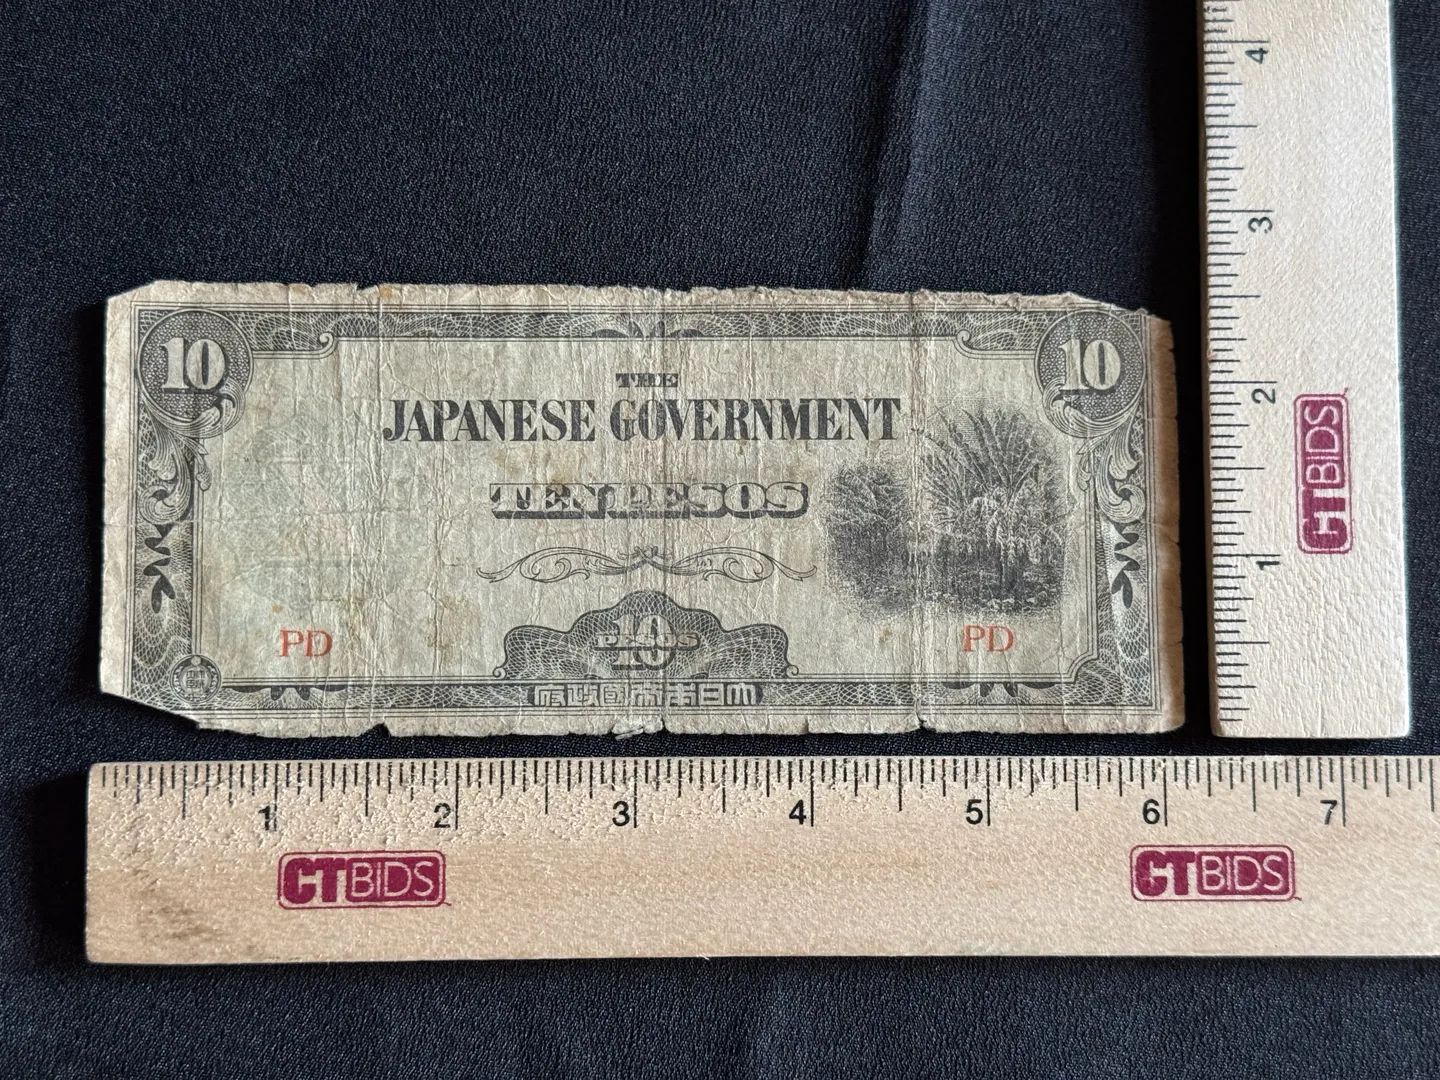 10 10
THE
JAPANESE GOVERNMENT
TEN PESOS
PD PD
10
PESOS
10
府政國帝本日大
4
3
2
1
CTBIDS
1 2 3 4 5 6 7
CTBIDS CTBIDS